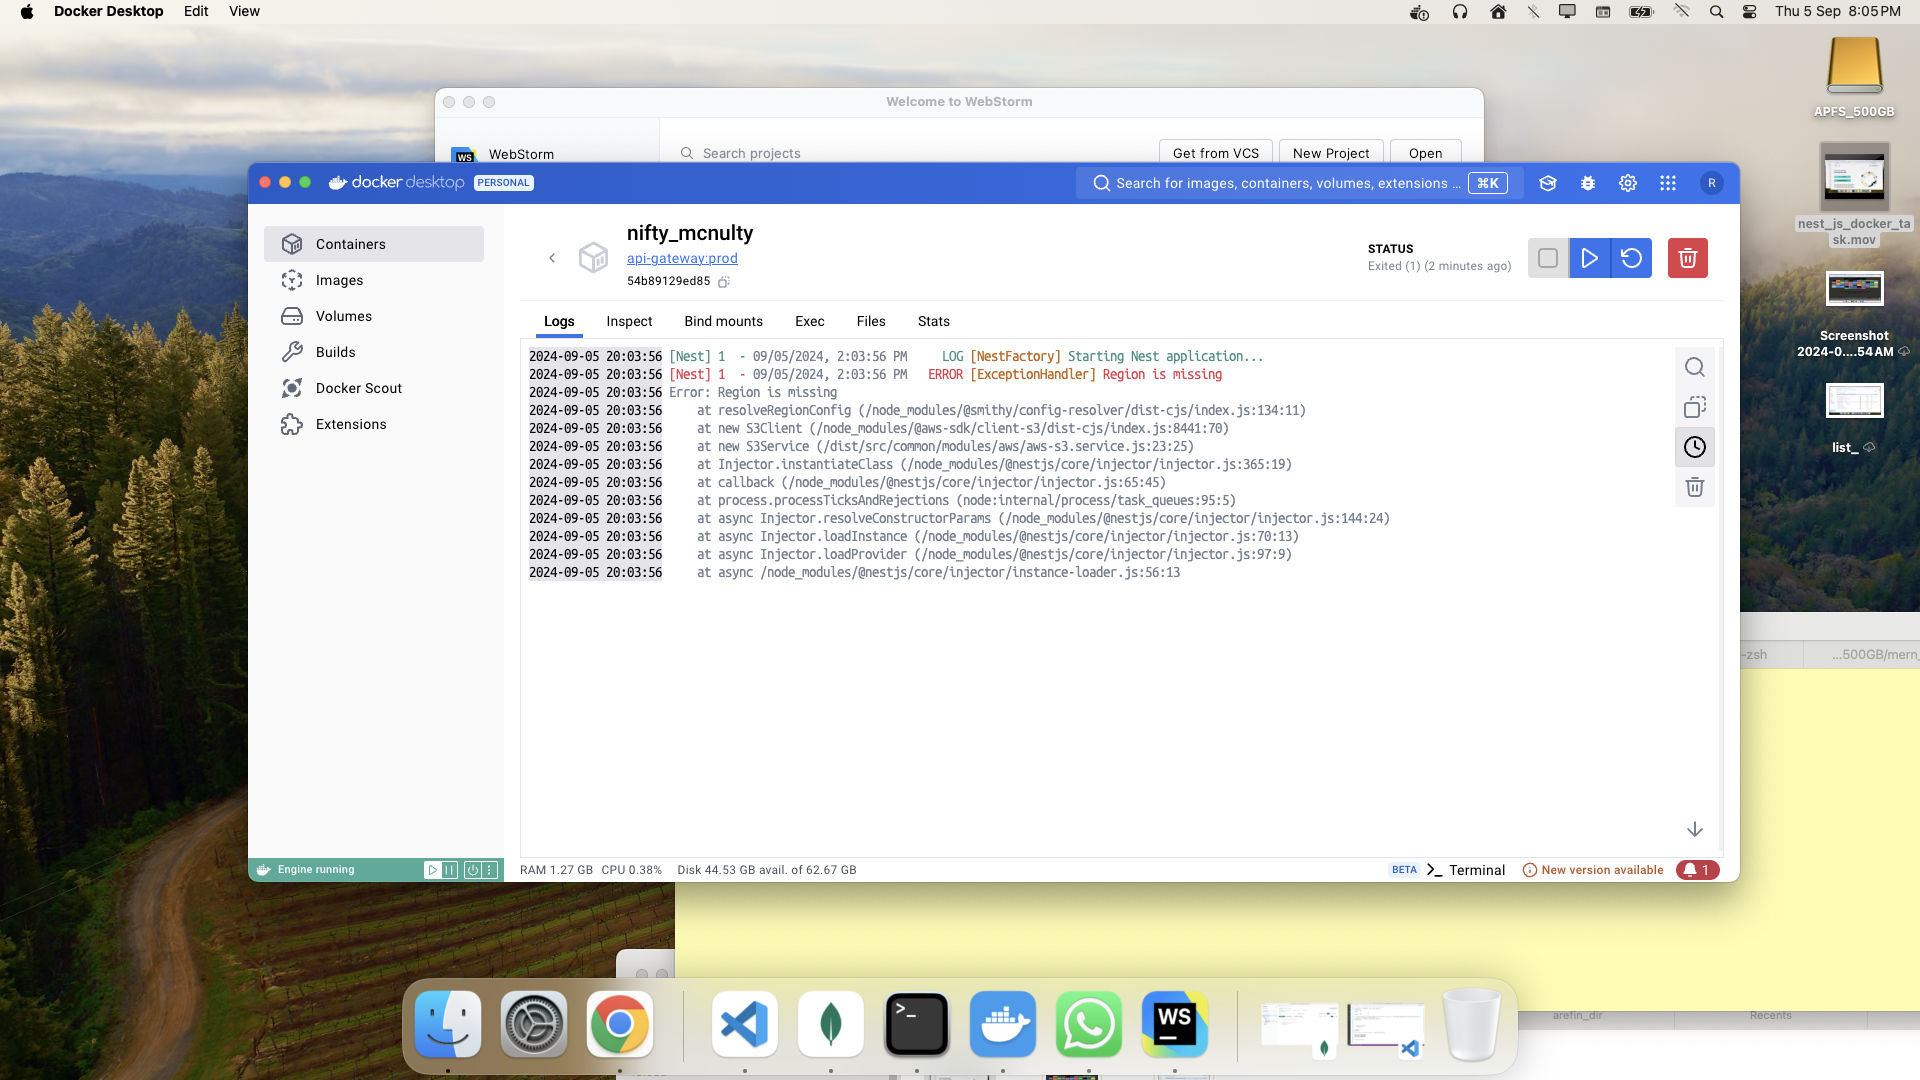 Docker Desktop Edit View
Thu 5 Sep 8:05 PM
APFS_500GB
nest_js_docker_ta
sk.mov
Screenshot
2024-0....54 AM
list_
Welcome to WebStorm
WS WebStorm
Search projects
Get from VCS
New Project
Open
docker desktop PERSONAL
Search for images, containers, volumes, extensions ... ⌘K
R
Containers
Images
Volumes
Builds
Docker Scout
Extensions
nifty_mcnulty
api-gateway:prod
54b89129ed85
STATUS
Exited (1) (2 minutes ago)
Logs Inspect Bind mounts Exec Files Stats
2024-09-05 20:03:56 [Nest] 1  - 09/05/2024, 2:03:56 PM     LOG [NestFactory] Starting Nest application...
2024-09-05 20:03:56 [Nest] 1  - 09/05/2024, 2:03:56 PM   ERROR [ExceptionHandler] Region is missing
2024-09-05 20:03:56 Error: Region is missing
2024-09-05 20:03:56     at resolveRegionConfig (/node_modules/@smithy/config-resolver/dist-cjs/index.js:134:11)
2024-09-05 20:03:56     at new S3Client (/node_modules/@aws-sdk/client-s3/dist-cjs/index.js:8441:70)
2024-09-05 20:03:56     at new S3Service (/dist/src/common/modules/aws/aws-s3.service.js:23:25)
2024-09-05 20:03:56     at Injector.instantiateClass (/node_modules/@nestjs/core/injector/injector.js:365:19)
2024-09-05 20:03:56     at callback (/node_modules/@nestjs/core/injector/injector.js:65:45)
2024-09-05 20:03:56     at process.processTicksAndRejections (node:internal/process/task_queues:95:5)
2024-09-05 20:03:56     at async Injector.resolveConstructorParams (/node_modules/@nestjs/core/injector/injector.js:144:24)
2024-09-05 20:03:56     at async Injector.loadInstance (/node_modules/@nestjs/core/injector/injector.js:70:13)
2024-09-05 20:03:56     at async Injector.loadProvider (/node_modules/@nestjs/core/injector/injector.js:97:9)
2024-09-05 20:03:56     at async /node_modules/@nestjs/core/injector/instance-loader.js:56:13
-zsh
...500GB/mern_
Engine running
RAM 1.27 GB CPU 0.38% Disk 44.53 GB avail. of 62.67 GB
BETA >_ Terminal
New version available
1
arefin_dir
Recents
>_
WS